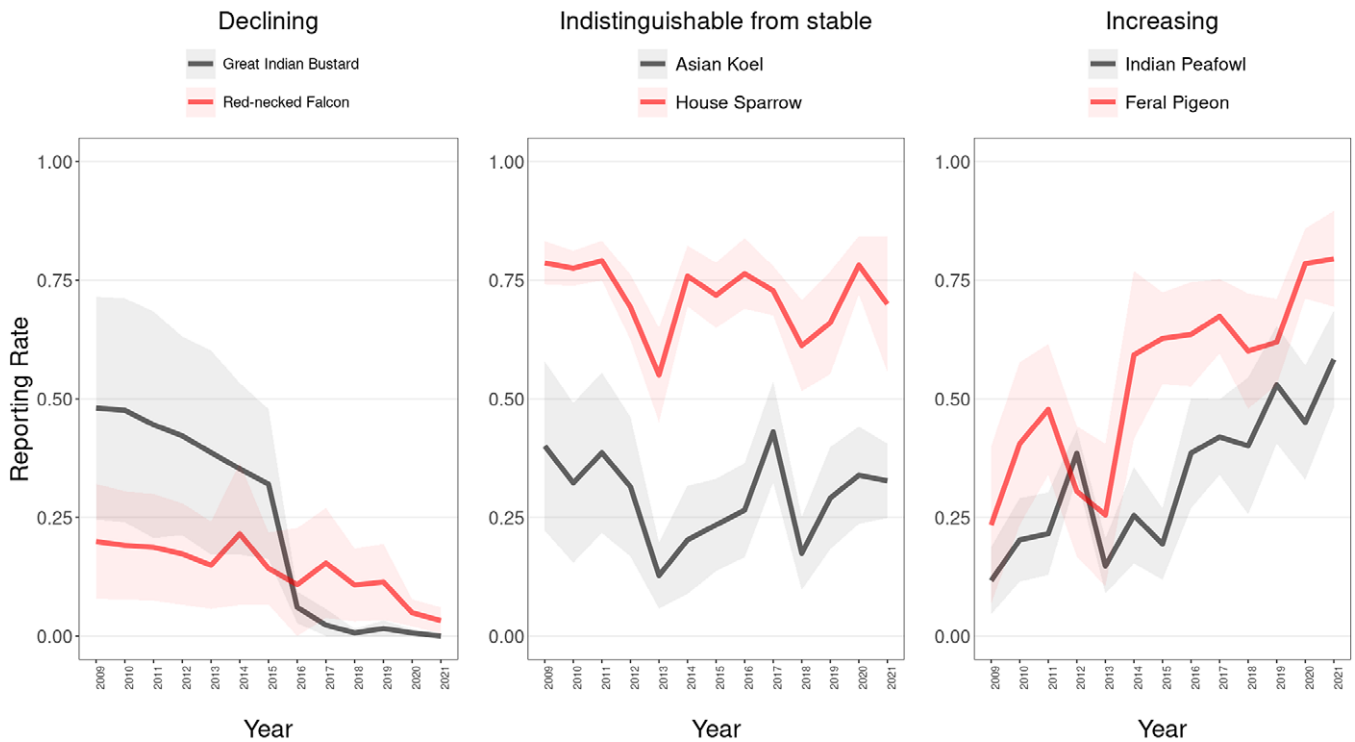 Declining
Great Indian Bustard
Red-necked Falcon
Indistinguishable from stable
Asian Koel
House Sparrow
Increasing
Indian Peafowl
Feral Pigeon
Reporting Rate
1.00
0.75
0.50
0.25
0.00
2009 2010 2011 2012 2013 2014 2015 2016 2017 2018 2019 2020 2021
Year
1.00
0.75
0.50
0.25
0.00
2009 2010 2011 2012 2013 2014 2015 2016 2017 2018 2019 2020 2021
Year
1.00
0.75
0.50
0.25
0.00
2009 2010 2011 2012 2013 2014 2015 2016 2017 2018 2019 2020 2021
Year